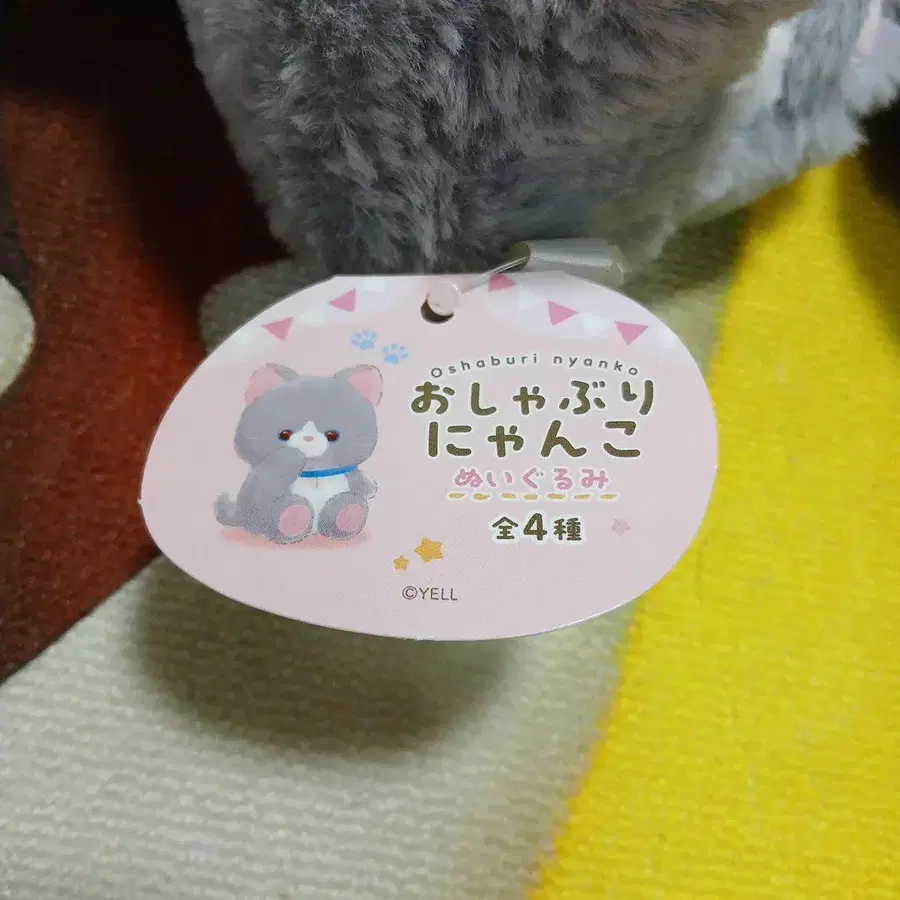 Oshaburi nyanko
おしゃぶり
にゃんこ
ぬいぐるみ
全4種
©YELL